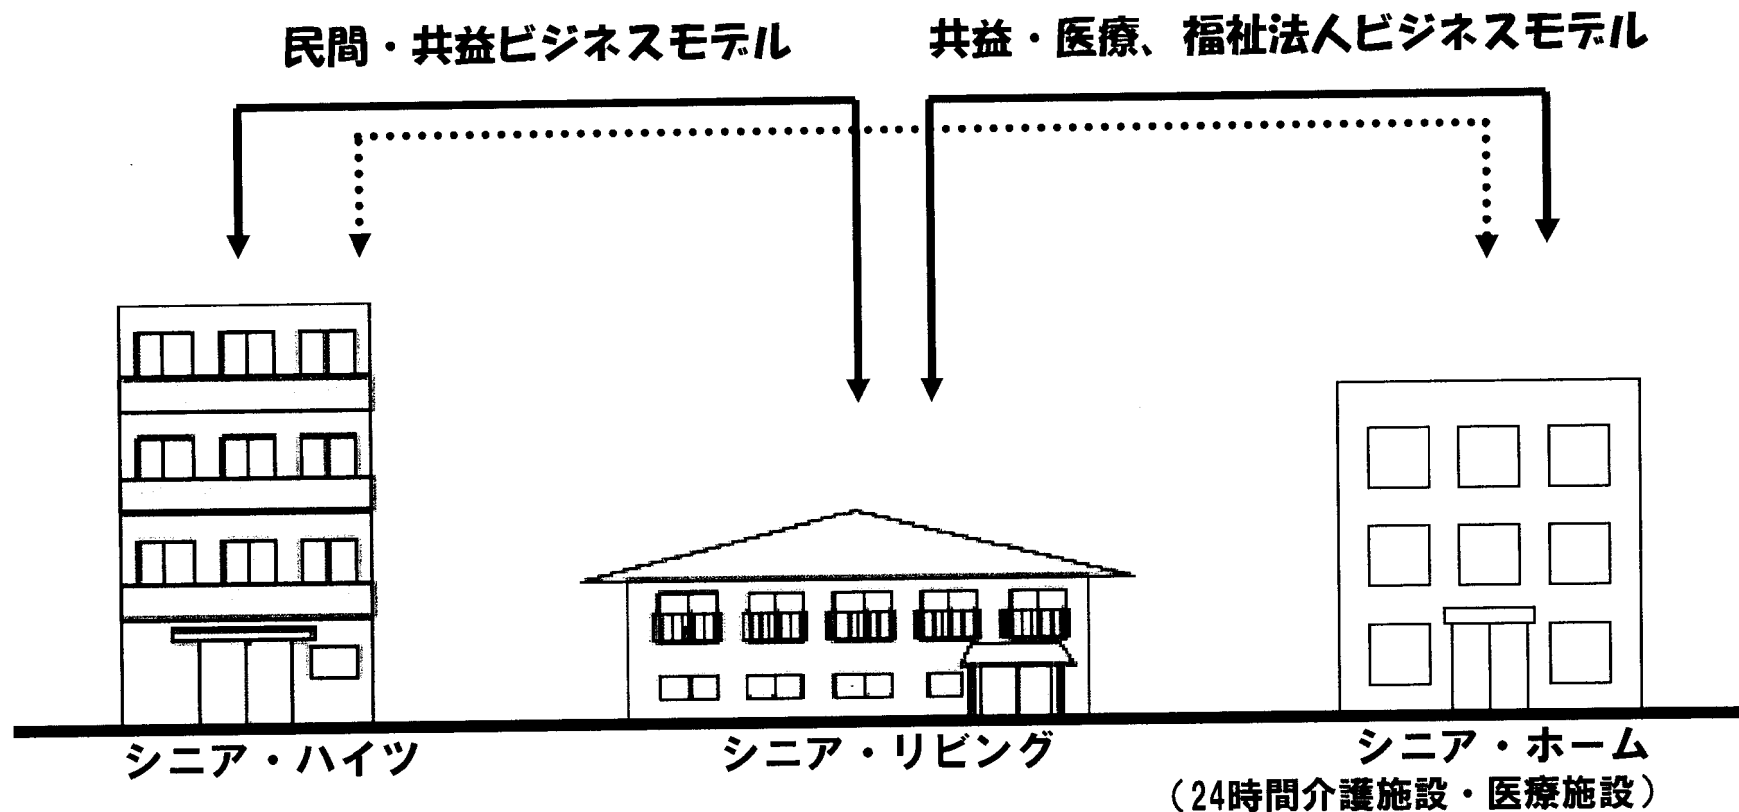 民間・共益ビジネスモデル
共益・医療、福祉法人ビジネスモデル
シニア・ハイツ
シニア・リビング
シニア・ホーム
（24時間介護施設・医療施設）